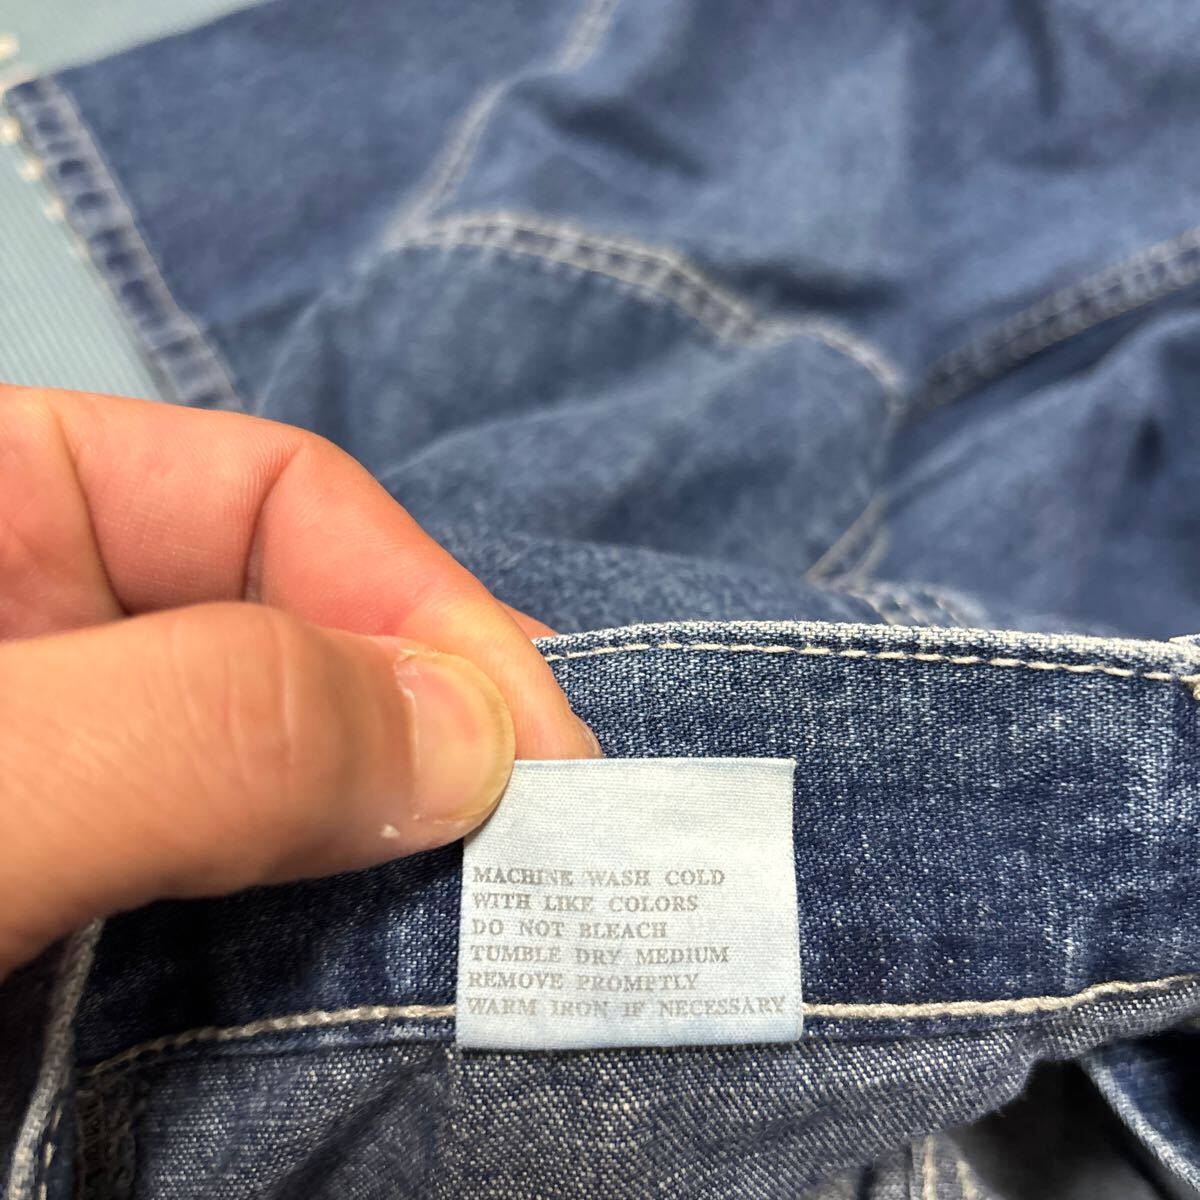 MACHINE WASH COLD
WITH LIKE COLORS
DO NOT BLEACH
TUMBLE DRY MEDIUM
REMOVE PROMPTLY
WARM IRON IF NECESSARY